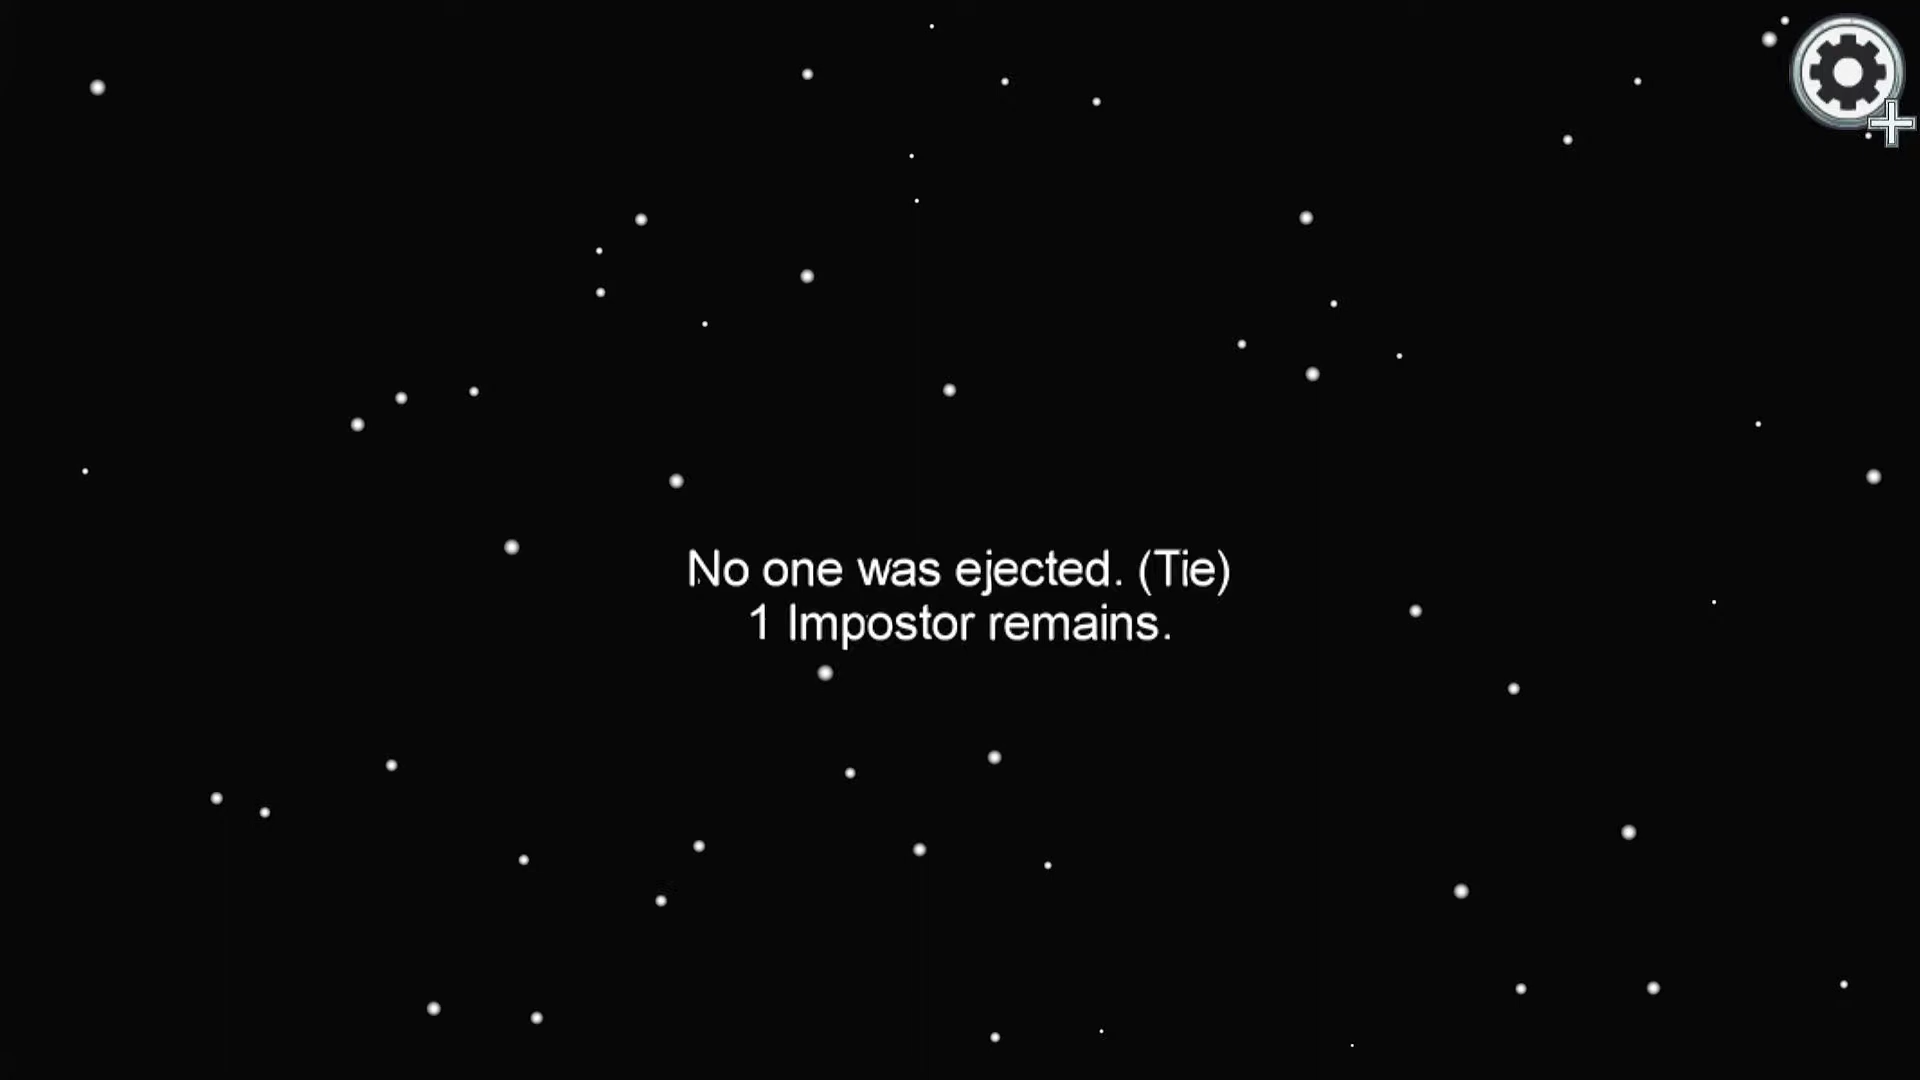 No one was ejected. (Tie)
1 Impostor remains.